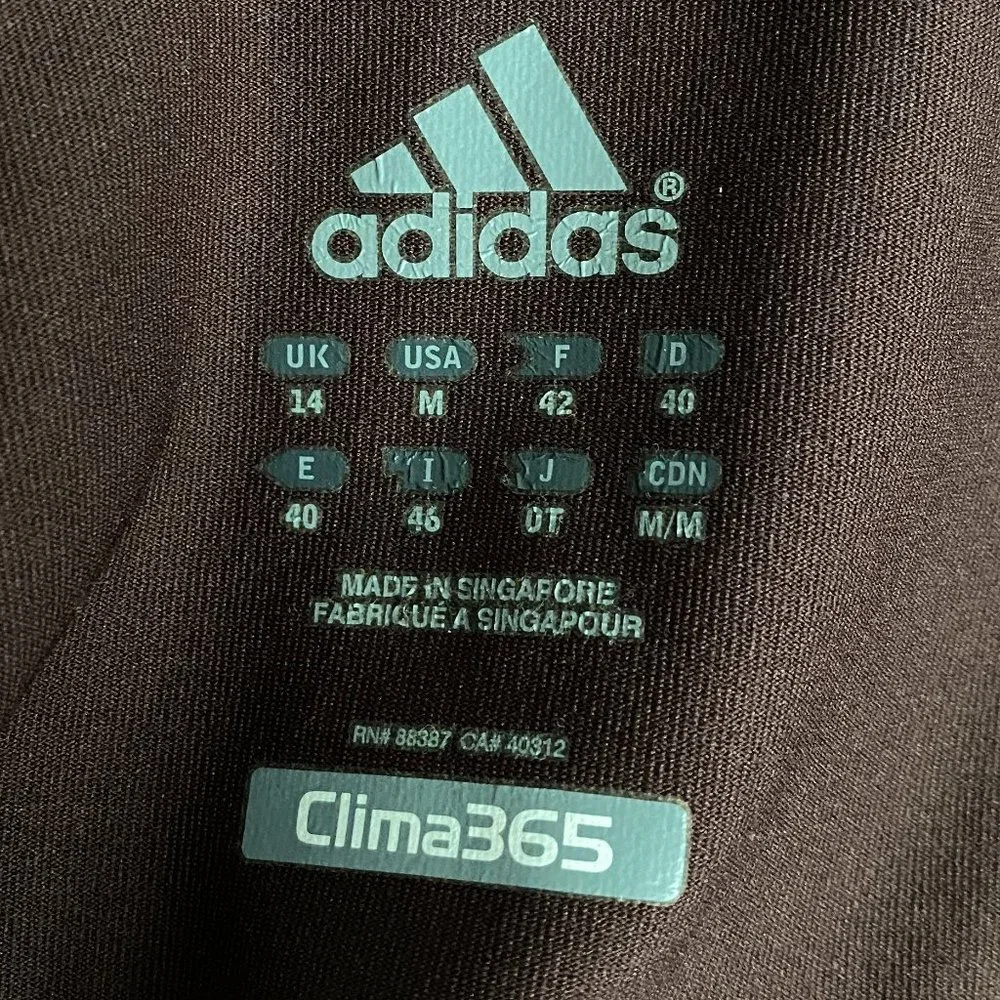 adidas®
UK USA F D
14 M 42 40
E I J CDN
40 46 OT M/M
MADE IN SINGAPORE
FABRIQUÉ A SINGAPOUR
RN# 88387 CA# 40312
Clima365